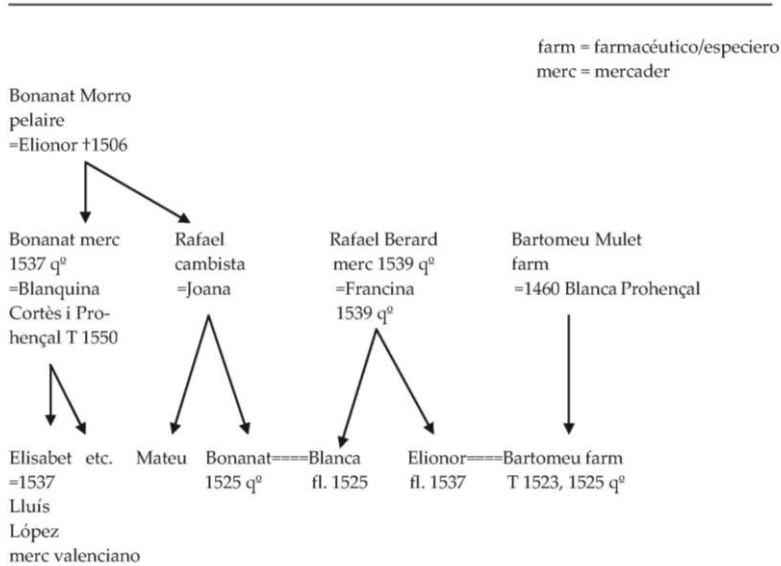 farm = farmacéutico/especiero
merc = mercader
Bonanat Morro
pelaire
=Elionor †1506
Bonanat merc
1537 qº
=Blanquina
Cortès i Pro-
hençal T 1550
Rafael
cambista
=Joana
Rafael Berard
merc 1539 qº
=Francina
1539 qº
Bartomeu Mulet
farm
=1460 Blanca Prohençal
Elisabet etc.
=1537
Lluís
López
merc valenciano
Mateu
Bonanat====Blanca
1525 qº fl. 1525
Elionor====Bartomeu farm
fl. 1537 T 1523, 1525 qº